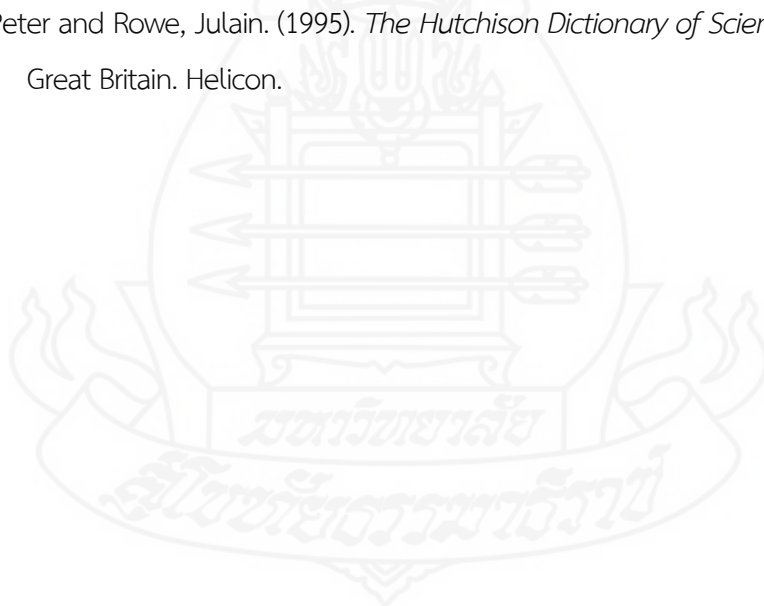 Peter and Rowe, Julain. (1995). The Hutchison Dictionary of Scien
Great Britain. Helicon.
มหาวิทยาลัย
สุโขทัยธรรมาธิราช